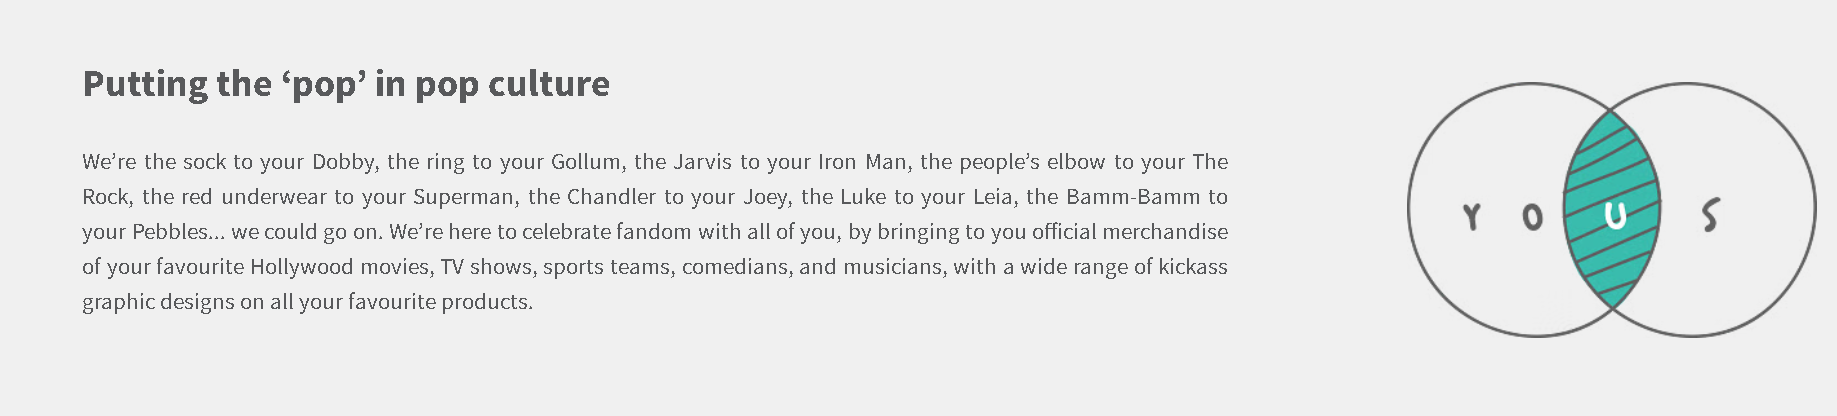 Putting the ‘pop’ in pop culture
We’re the sock to your Dobby, the ring to your Gollum, the Jarvis to your Iron Man, the people’s elbow to your The
Rock, the red underwear to your Superman, the Chandler to your Joey, the Luke to your Leia, the Bamm-Bamm to
your Pebbles... we could go on. We’re here to celebrate fandom with all of you, by bringing to you official merchandise
of your favourite Hollywood movies, TV shows, sports teams, comedians, and musicians, with a wide range of kickass
graphic designs on all your favourite products.
Y O U S